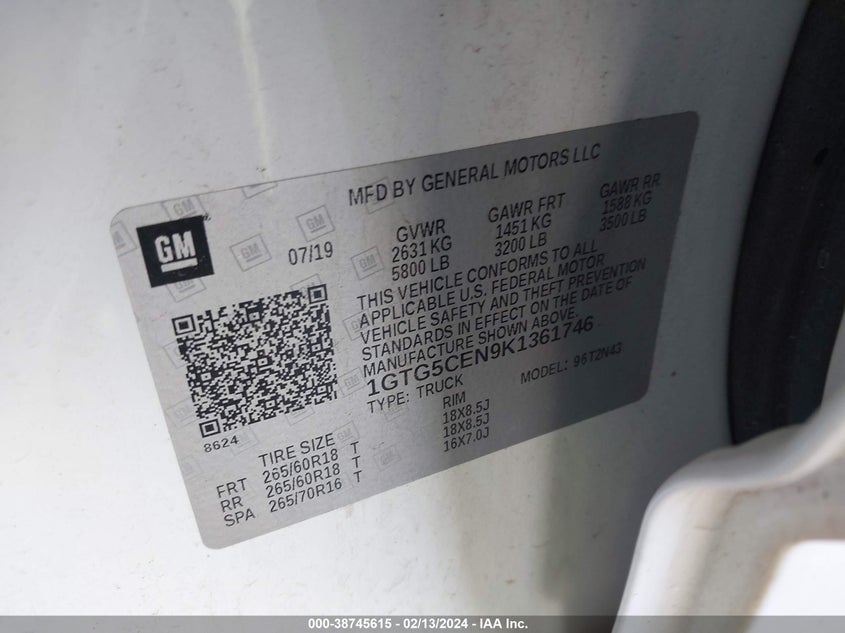 MFD BY GENERAL MOTORS LLC
GM
07/19
GVWR GAWR FRT GAWR RR
2631 KG 1451 KG 1588 KG
5800 LB 3200 LB 3500 LB
THIS VEHICLE CONFORMS TO ALL
APPLICABLE U.S. FEDERAL MOTOR
VEHICLE SAFETY AND THEFT PREVENTION
STANDARDS IN EFFECT ON THE DATE OF
MANUFACTURE SHOWN ABOVE.
1GTG5CEN9K1361746
TYPE: TRUCK MODEL: 96T2N43
8624
TIRE SIZE RIM
FRT 265/60R18 T 18X8.5J
RR 265/60R18 T 18X8.5J
SPA 265/70R16 T 16X7.0J
000-38745615 - 02/13/2024 - IAA Inc.